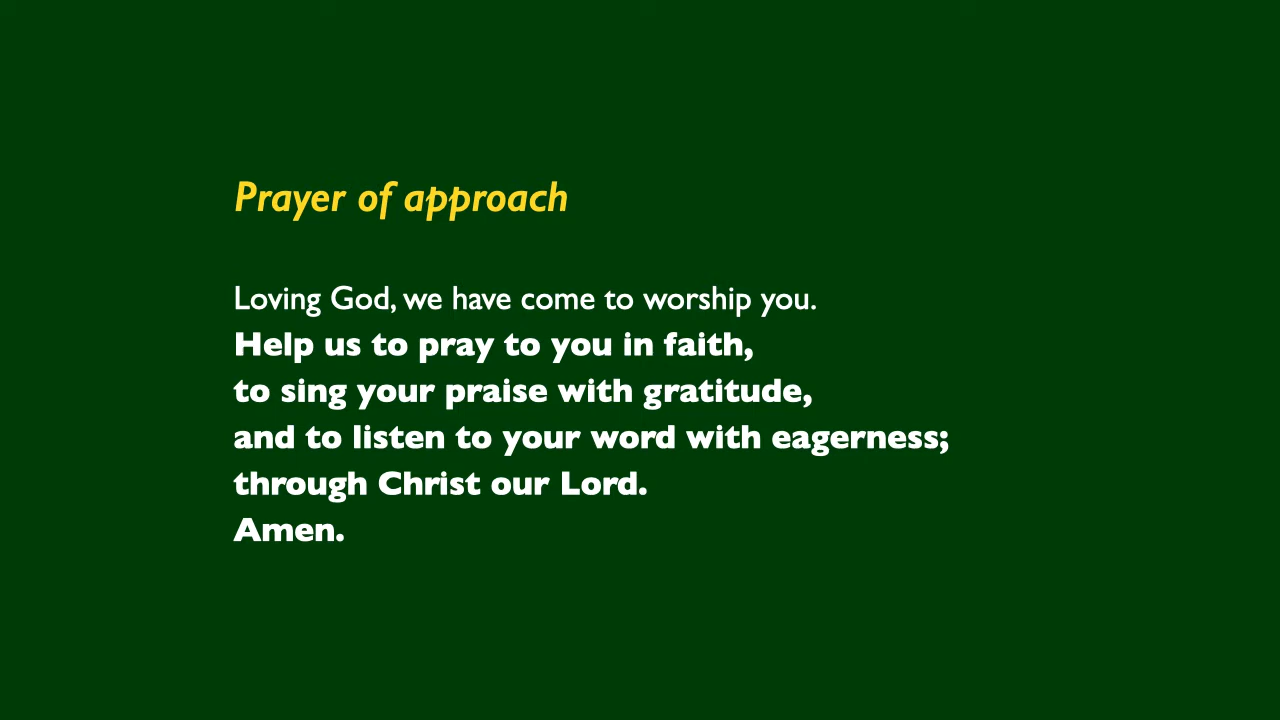 Prayer of approach
Loving God, we have come to worship you.
Help us to pray to you in faith,
to sing your praise with gratitude,
and to listen to your word with eagerness;
through Christ our Lord.
Amen.